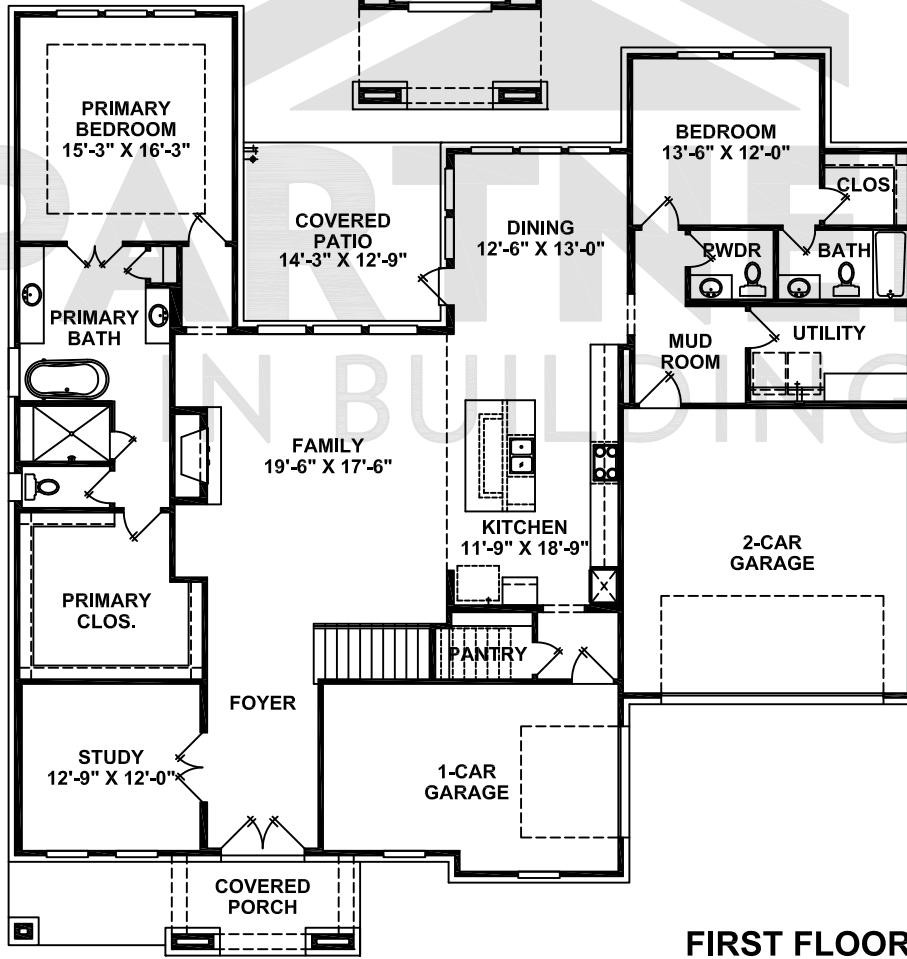 PRIMARY
BEDROOM
15'-3" X 16'-3"
BEDROOM
13'-6" X 12'-0"
CLOS.
COVERED
PATIO
14'-3" X 12'-9"
DINING
12'-6" X 13'-0"
PWDR
BATH
PRIMARY
BATH
MUD
ROOM
UTILITY
FAMILY
19'-6" X 17'-6"
KITCHEN
11'-9" X 18'-9"
2-CAR
GARAGE
PRIMARY
CLOS.
PANTRY
FOYER
STUDY
12'-9" X 12'-0"
1-CAR
GARAGE
COVERED
PORCH
FIRST FLOOR
PARTNE
IN BUILDING